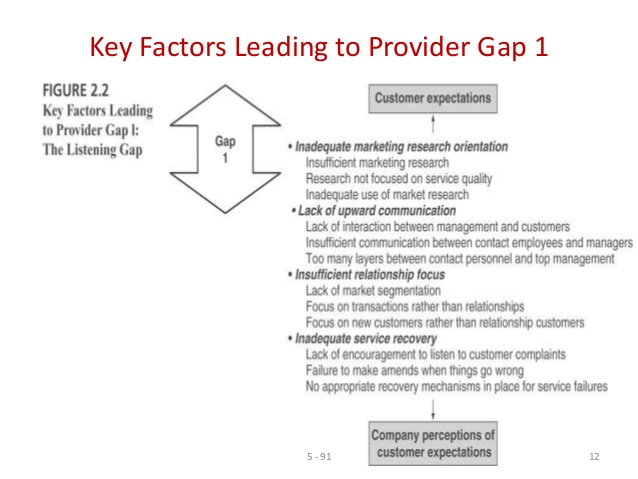 Key Factors Leading to Provider Gap 1
FIGURE 2.2
Key Factors Leading
to Provider Gap l:
The Listening Gap
Gap
1
Customer expectations
• Inadequate marketing research orientation
Insufficient marketing research
Research not focused on service quality
Inadequate use of market research
• Lack of upward communication
Lack of interaction between management and customers
Insufficient communication between contact employees and managers
Too many layers between contact personnel and top management
• Insufficient relationship focus
Lack of market segmentation
Focus on transactions rather than relationships
Focus on new customers rather than relationship customers
• Inadequate service recovery
Lack of encouragement to listen to customer complaints
Failure to make amends when things go wrong
No appropriate recovery mechanisms in place for service failures
Company perceptions of
customer expectations
5 - 91
12